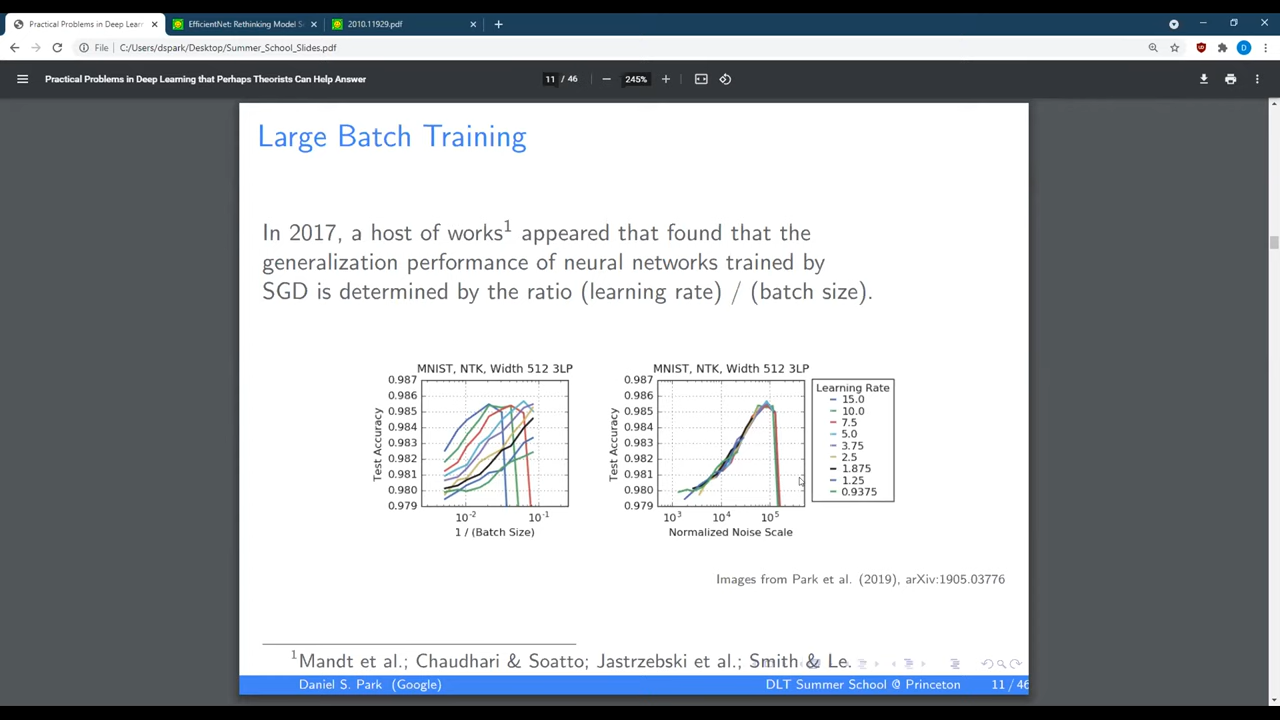 Practical Problems in Deep Lear
EfficientNet: Rethinking Model S
2010.11929.pdf
File
C:/Users/dspark/Desktop/Summer_School_Slides.pdf
D
Practical Problems in Deep Learning that Perhaps Theorists Can Help Answer
11 / 46
245%
Large Batch Training
In 2017, a host of works1 appeared that found that the
generalization performance of neural networks trained by
SGD is determined by the ratio (learning rate) / (batch size).
MNIST, NTK, Width 512 3LP
0.987
0.986
0.985
0.984
0.983
0.982
0.981
0.980
0.979
Test Accuracy
10-2
10-1
1 / (Batch Size)
MNIST, NTK, Width 512 3LP
0.987
0.986
0.985
0.984
0.983
0.982
0.981
0.980
0.979
Test Accuracy
103
104
105
Normalized Noise Scale
Learning Rate
15.0
10.0
7.5
5.0
3.75
2.5
1.875
1.25
0.9375
Images from Park et al. (2019), arXiv:1905.03776
1Mandt et al.; Chaudhari & Soatto; Jastrzebski et al.; Smith & Le.
Daniel S. Park (Google)
DLT Summer School @ Princeton
11 / 46